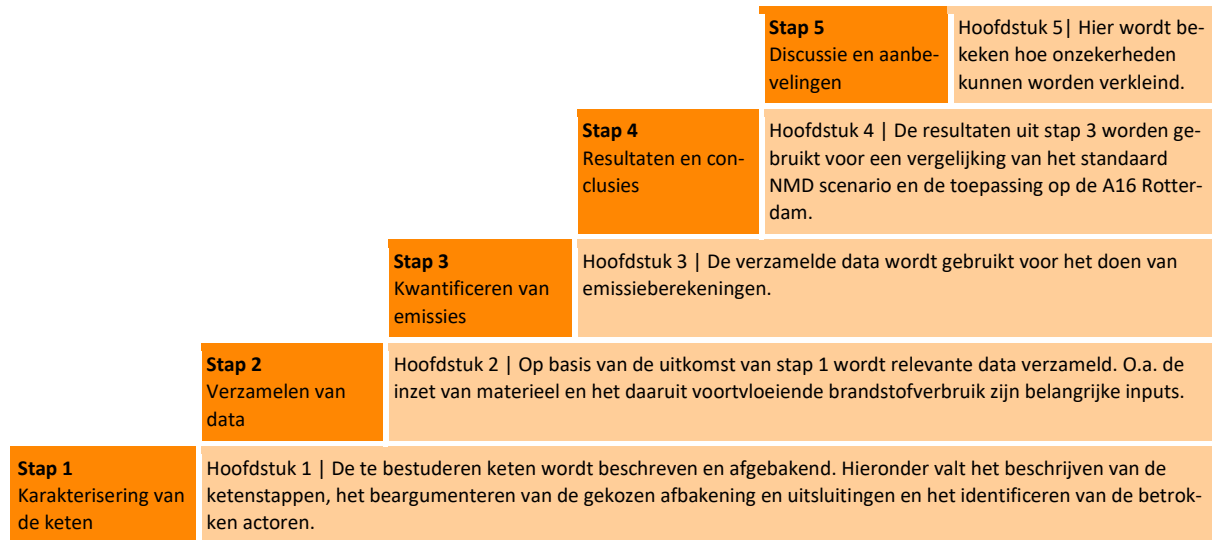 Stap 5
Discussie en aanbe-
velingen
Hoofdstuk 5| Hier wordt be-
keken hoe onzekerheden
kunnen worden verkleind.
Stap 4
Resultaten en con-
clusies
Hoofdstuk 4 | De resultaten uit stap 3 worden ge-
bruikt voor een vergelijking van het standaard
NMD scenario en de toepassing op de A16 Rotter-
dam.
Stap 3
Kwantificeren van
emissies
Hoofdstuk 3 | De verzamelde data wordt gebruikt voor het doen van
emissieberekeningen.
Stap 2
Verzamelen van
data
Hoofdstuk 2 | Op basis van de uitkomst van stap 1 wordt relevante data verzameld. O.a. de
inzet van materieel en het daaruit voortvloeiende brandstofverbruik zijn belangrijke inputs.
Stap 1
Karakterisering van
de keten
Hoofdstuk 1 | De te bestuderen keten wordt beschreven en afgebakend. Hieronder valt het beschrijven van de
ketenstappen, het beargumenteren van de gekozen afbakening en uitsluitingen en het identificeren van de betrok-
ken actoren.